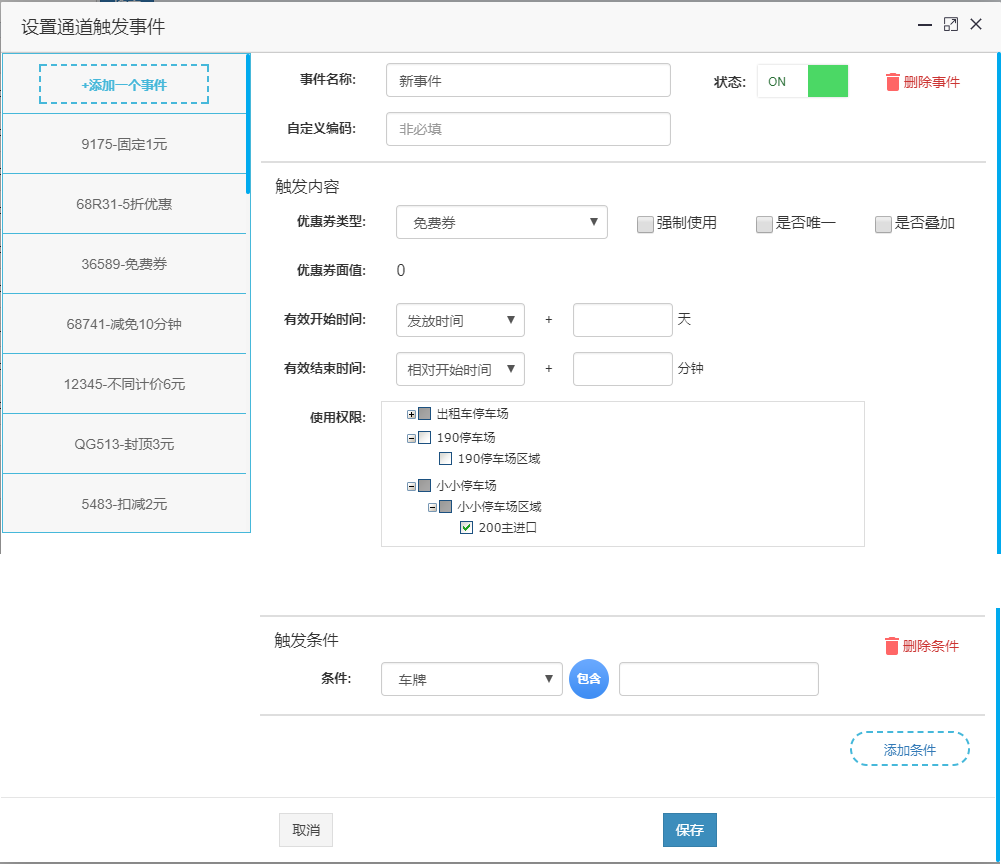 设置通道触发事件
+添加一个事件
9175-固定1元
68R31-5折优惠
36589-免费券
68741-减免10分钟
12345-不同计价6元
QG513-封顶3元
5483-扣减2元
事件名称: 新事件 状态: ON 删除事件
自定义编码: 非必填
触发内容
优惠券类型: 免费券 强制使用 是否唯一 是否叠加
优惠券面值: 0
有效开始时间: 发放时间 + 天
有效结束时间: 相对开始时间 + 分钟
使用权限: 出租车停车场
190停车场
190停车场区域
小小停车场
小小停车场区域
200主进口
触发条件 删除条件
条件: 车牌 包含
添加条件
取消 保存